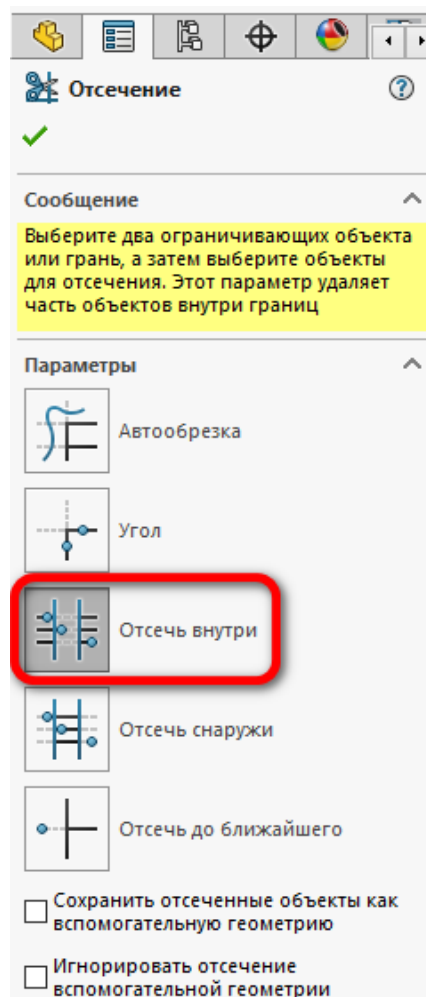 Отсечение
Сообщение
Выберите два ограничивающих объекта
или грань, а затем выберите объекты
для отсечения. Этот параметр удаляет
часть объектов внутри границ
Параметры
Автообрезка
Угол
Отсечь внутри
Отсечь снаружи
Отсечь до ближайшего
Сохранить отсеченные объекты как
вспомогательную геометрию
Игнорировать отсечение
вспомогательной геометрии